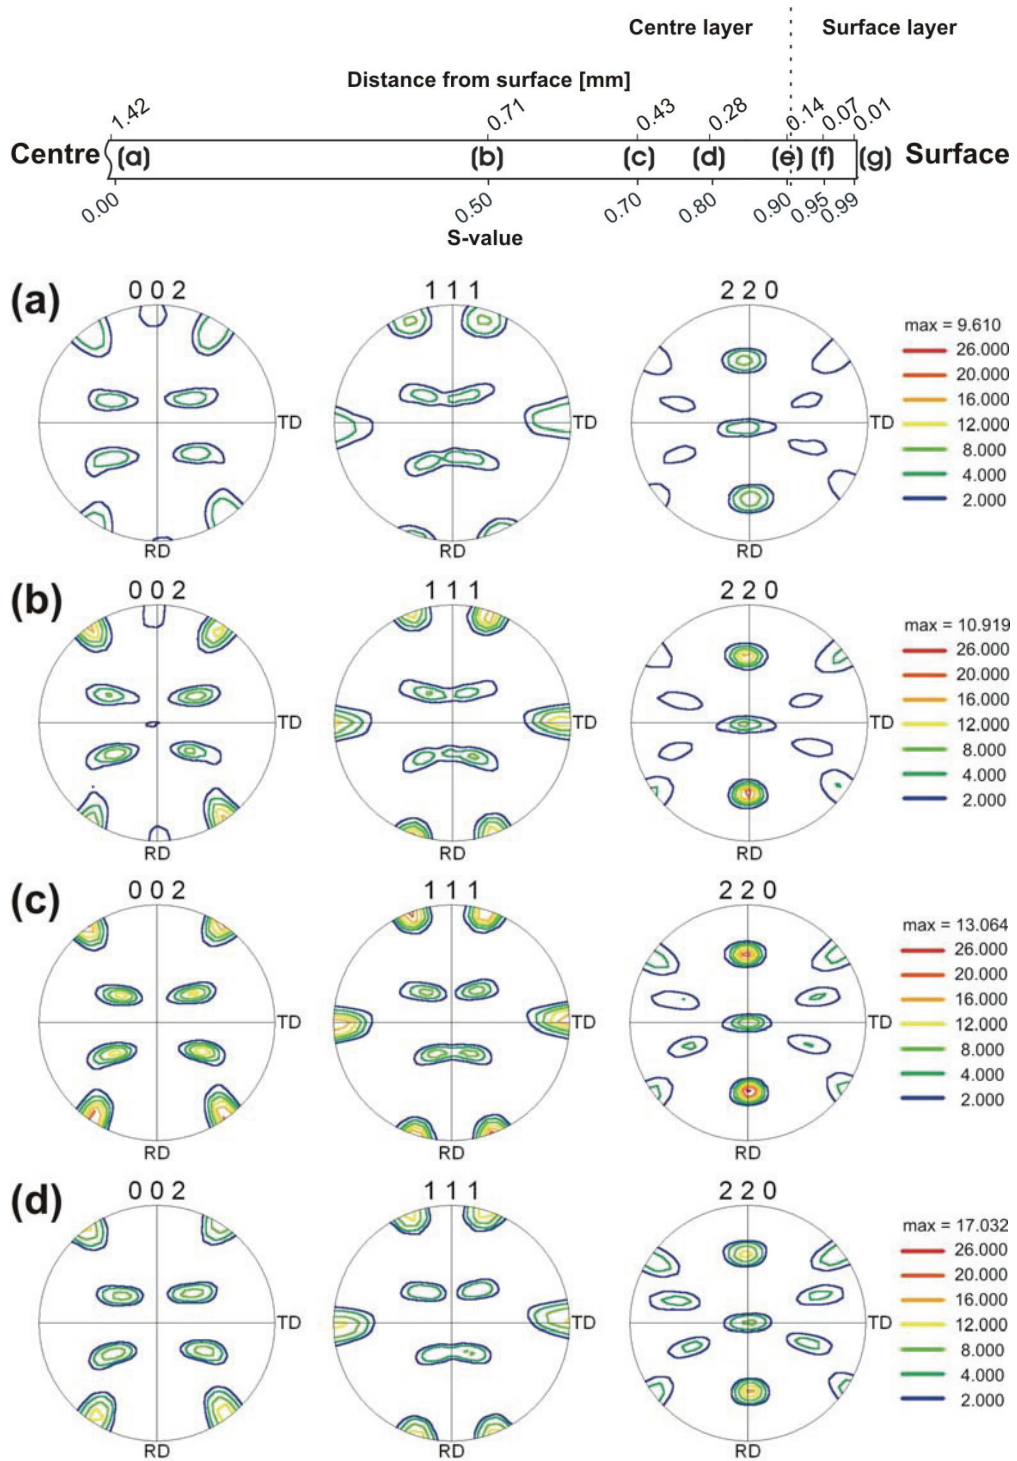 Centre layer Surface layer
Distance from surface [mm]
1.42 0.71 0.43 0.28 0.14 0.07 0.01
Centre (a) (b) (c) (d) (e) (f) (g) Surface
0.00 0.50 0.70 0.80 0.90 0.95 0.99
S-value
(a) 0 0 2 1 1 1 2 2 0
max = 9.610
26.000
20.000
16.000
TD TD TD 12.000
8.000
4.000
2.000
RD RD RD
(b) 0 0 2 1 1 1 2 2 0
max = 10.919
26.000
20.000
16.000
TD TD TD 12.000
8.000
4.000
2.000
RD RD RD
(c) 0 0 2 1 1 1 2 2 0
max = 13.064
26.000
20.000
16.000
TD TD TD 12.000
8.000
4.000
2.000
RD RD RD
(d) 0 0 2 1 1 1 2 2 0
max = 17.032
26.000
20.000
16.000
TD TD TD 12.000
8.000
4.000
2.000
RD RD RD